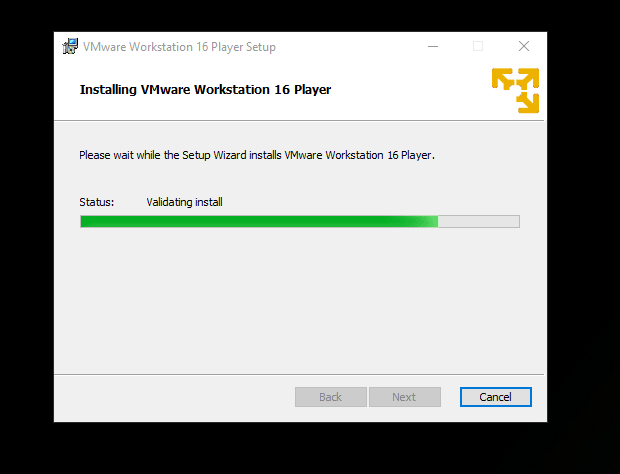 VMware Workstation 16 Player Setup
Installing VMware Workstation 16 Player
Please wait while the Setup Wizard installs VMware Workstation 16 Player.
Status: Validating install
Back Next Cancel